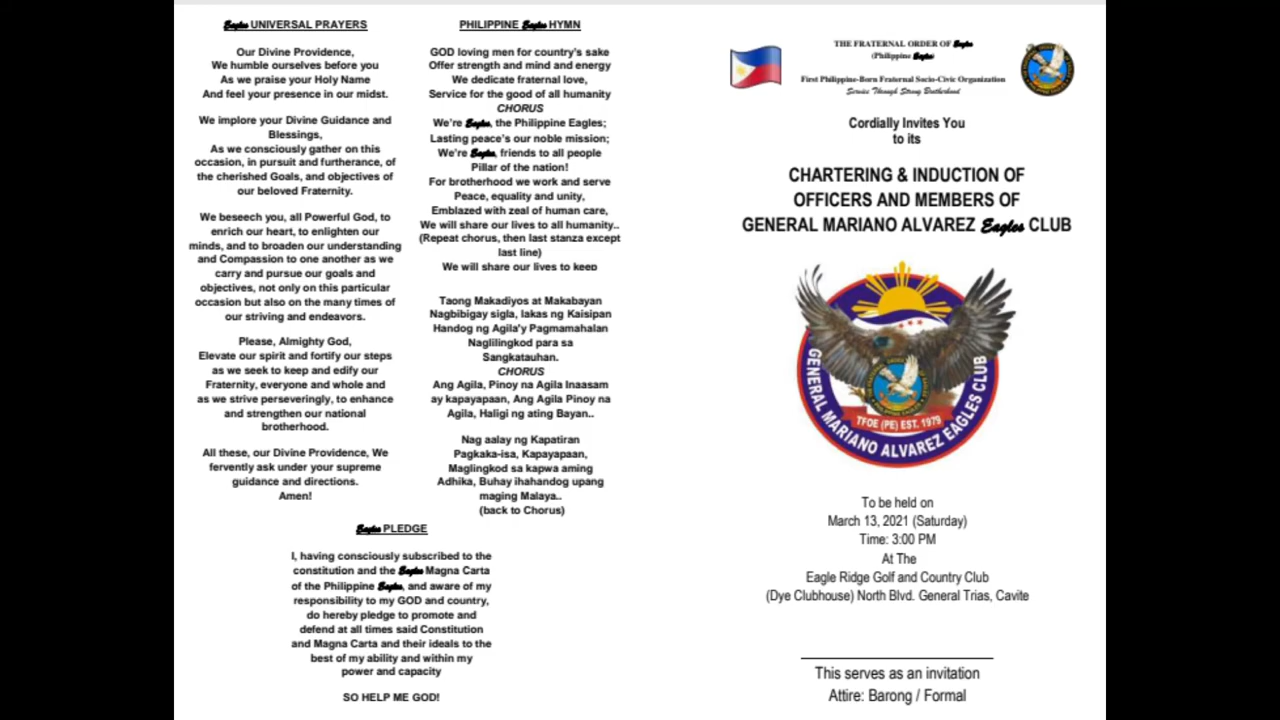 Eagles UNIVERSAL PRAYERS
Our Divine Providence,
We humble ourselves before you
As we praise your Holy Name
And feel your presence in our midst.
We implore your Divine Guidance and
Blessings,
As we consciously gather on this
occasion, in pursuit and furtherance, of
the cherished Goals, and objectives of
our beloved Fraternity.
We beseech you, all Powerful God, to
enrich our heart, to enlighten our
minds, and to broaden our understanding
and Compassion to one another as we
carry and pursue our goals and
objectives, not only on this particular
occasion but also on the many times of
our striving and endeavors.
Please, Almighty God,
Elevate our spirit and fortify our steps
as we seek to keep and edify our
Fraternity, everyone and whole and
as we strive perseveringly, to enhance
and strengthen our national
brotherhood.
All these, our Divine Providence, We
fervently ask under your supreme
guidance and directions.
Amen!
PHILIPPINE Eagles HYMN
GOD loving men for country's sake
Offer strength and mind and energy
We dedicate fraternal love,
Service for the good of all humanity
CHORUS
We're Eagles, the Philippine Eagles;
Lasting peace's our noble mission;
We're Eagles, friends to all people
Pillar of the nation!
For brotherhood we work and serve
Peace, equality and unity,
Emblazed with zeal of human care,
We will share our lives to all humanity..
(Repeat chorus, then last stanza except
last line)
We will share our lives to keep
Taong Makadiyos at Makabayan
Nagbibigay sigla, lakas ng Kaisipan
Handog ng Agila'y Pagmamahalan
Naglilingkod para sa
Sangkatauhan.
CHORUS
Ang Agila, Pinoy na Agila Inaasam
ay kapayapaan, Ang Agila Pinoy na
Agila, Haligi ng ating Bayan..
Nag aalay ng Kapatiran
Pagkaka-isa, Kapayapaan,
Maglingkod sa kapwa aming
Adhika, Buhay ihahandog upang
maging Malaya..
(back to Chorus)
Eagles PLEDGE
I, having consciously subscribed to the
constitution and the Eagles Magna Carta
of the Philippine Eagles, and aware of my
responsibility to my GOD and country,
do hereby pledge to promote and
defend at all times said Constitution
and Magna Carta and their ideals to the
best of my ability and within my
power and capacity
SO HELP ME GOD!
THE FRATERNAL ORDER OF Eagles
(Philippine Eagles)
First Philippine-Born Fraternal Socio-Civic Organization
Service Through Strong Brotherhood
Cordially Invites You
to its
CHARTERING & INDUCTION OF
OFFICERS AND MEMBERS OF
GENERAL MARIANO ALVAREZ Eagles CLUB
GENERAL MARIANO ALVAREZ EAGLES CLUB
TFOE (PE) EST. 1979
To be held on
March 13, 2021 (Saturday)
Time: 3:00 PM
At The
Eagle Ridge Golf and Country Club
(Dye Clubhouse) North Blvd. General Trias, Cavite
This serves as an invitation
Attire: Barong / Formal